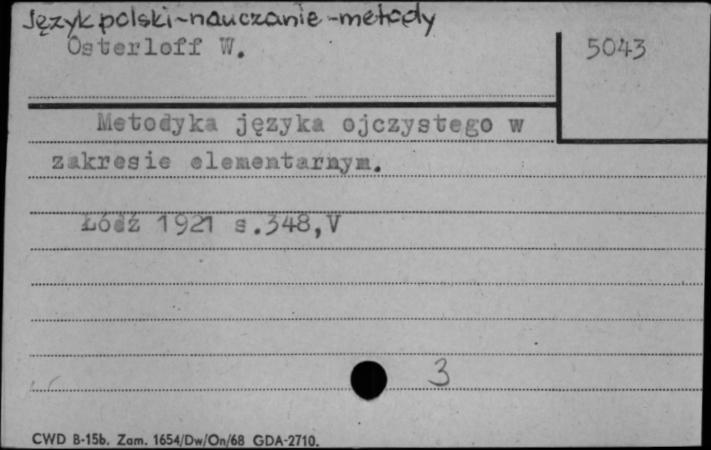 Język polski-nauczanie-metody
Osterloff W.
5043
Metodyka języka ojczystego w
zakresie elementarnym.
Łódź 1921 s.348,V
3
CWD B-15b. Zam. 1654/Dw/On/68 GDA-2710.